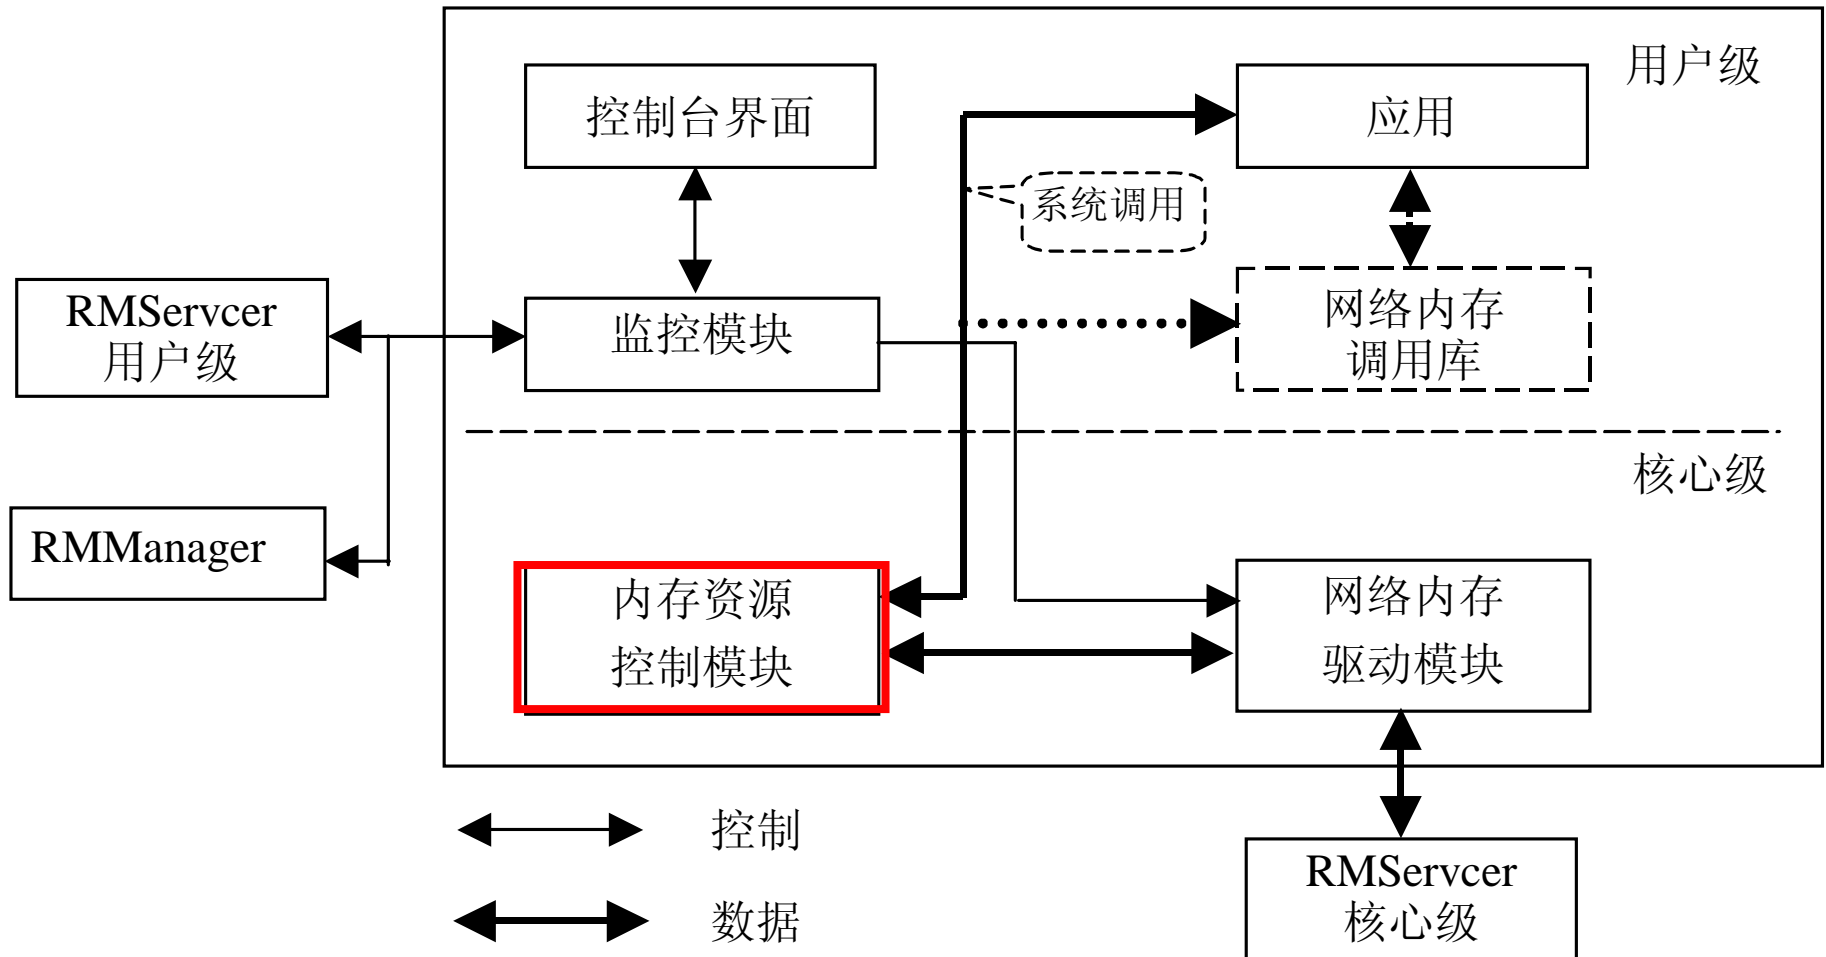 用户级
控制台界面
应用
系统调用
RMServcer
用户级
监控模块
网络内存
调用库
核心级
RMManager
内存资源
控制模块
网络内存
驱动模块
控制
数据
RMServcer
核心级